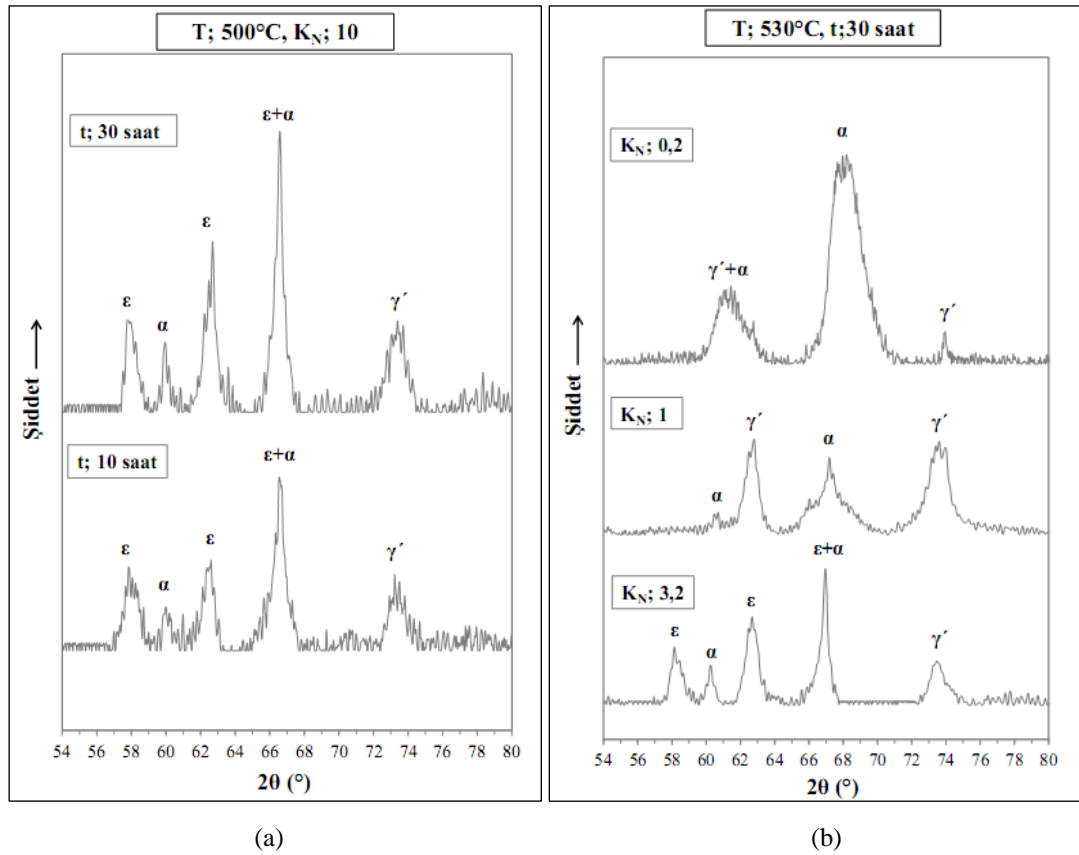 T; 500°C, K_N; 10
t; 30 saat
ε
α
ε
ε+α
γ´
t; 10 saat
ε
α
ε
ε+α
γ´
Şiddet
54 56 58 60 62 64 66 68 70 72 74 76 78 80
2θ (°)
(a)
T; 530°C, t;30 saat
K_N; 0,2
γ´+α
α
γ´
K_N; 1
α
γ´
α
γ´
K_N; 3,2
ε
α
ε
ε+α
γ´
Şiddet
54 56 58 60 62 64 66 68 70 72 74 76 78 80
2θ (°)
(b)